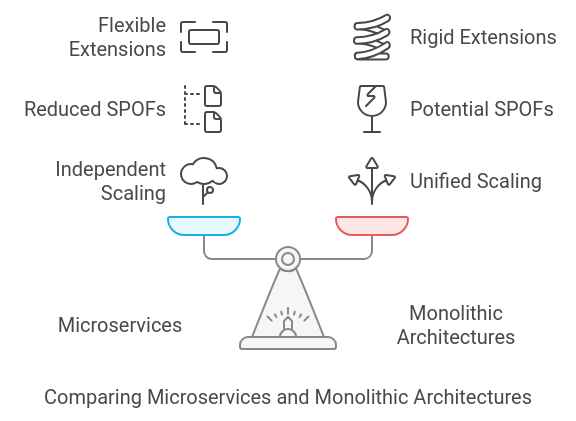 Flexible
Extensions
Rigid Extensions
Reduced SPOFs
Potential SPOFs
Independent
Scaling
Unified Scaling
Microservices
Monolithic
Architectures
Comparing Microservices and Monolithic Architectures